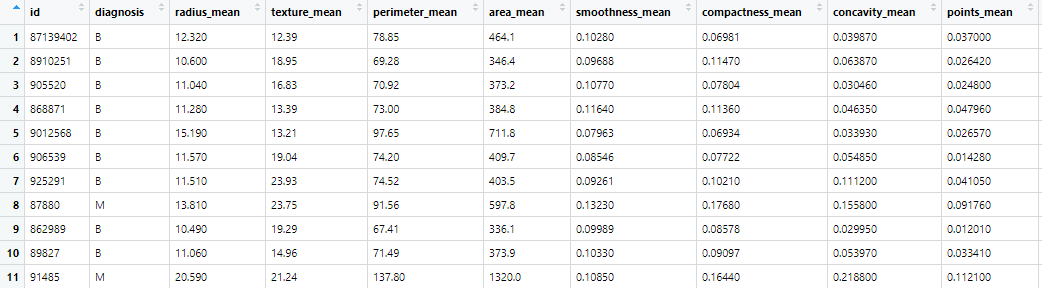 id diagnosis radius_mean texture_mean perimeter_mean area_mean smoothness_mean compactness_mean concavity_mean points_mean
1 87139402 B 12.320 12.39 78.85 464.1 0.10280 0.06981 0.039870 0.037000
2 8910251 B 10.600 18.95 69.28 346.4 0.09688 0.11470 0.063870 0.026420
3 905520 B 11.040 16.83 70.92 373.2 0.10770 0.07804 0.030460 0.024800
4 868871 B 11.280 13.39 73.00 384.8 0.11640 0.11360 0.046350 0.047960
5 9012568 B 15.190 13.21 97.65 711.8 0.07963 0.06934 0.033930 0.026570
6 906539 B 11.570 19.04 74.20 409.7 0.08546 0.07722 0.054850 0.014280
7 925291 B 11.510 23.93 74.52 403.5 0.09261 0.10210 0.111200 0.041050
8 87880 M 13.810 23.75 91.56 597.8 0.13230 0.17680 0.155800 0.091760
9 862989 B 10.490 19.29 67.41 336.1 0.09989 0.08578 0.029950 0.012010
10 89827 B 11.060 14.96 71.49 373.9 0.10330 0.09097 0.053970 0.033410
11 91485 M 20.590 21.24 137.80 1320.0 0.10850 0.16440 0.218800 0.112100